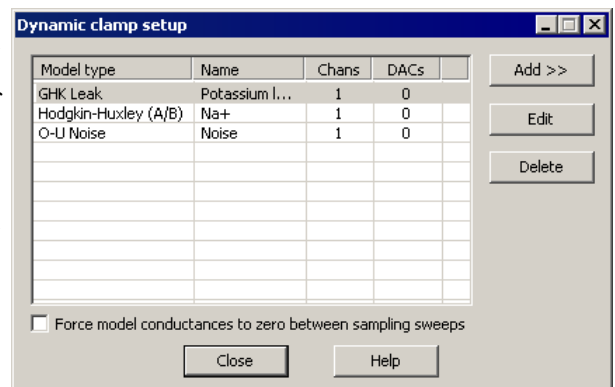 Dynamic clamp setup
Model type Name Chans DACs
GHK Leak Potassium l... 1 0
Hodgkin-Huxley (A/B) Na+ 1 0
O-U Noise Noise 1 0
Add >>
Edit
Delete
Force model conductances to zero between sampling sweeps
Close Help